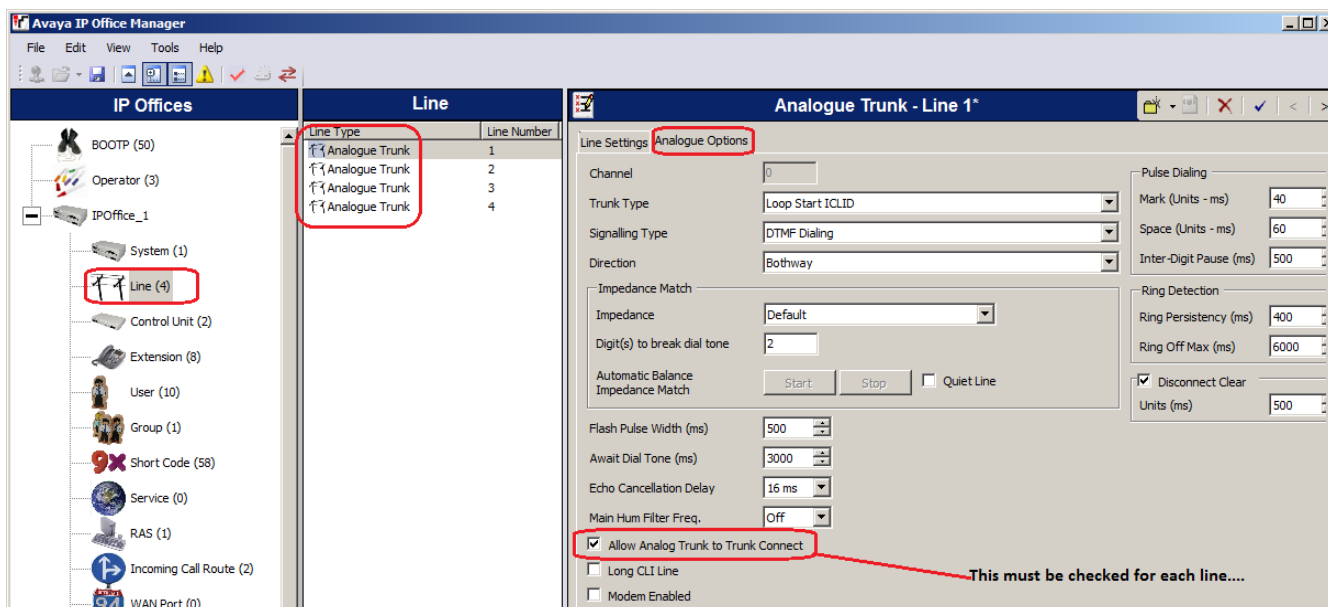 Avaya IP Office Manager
File Edit View Tools Help
IP Offices
BOOTP (50)
Operator (3)
IPOffice_1
System (1)
Line (4)
Control Unit (2)
Extension (8)
User (10)
Group (1)
9x Short Code (58)
Service (0)
RAS (1)
Incoming Call Route (2)
94 WAN Port (0)
Line
Line Type Line Number
Analogue Trunk 1
Analogue Trunk 2
Analogue Trunk 3
Analogue Trunk 4
Analogue Trunk - Line 1*
Line Settings Analogue Options
Channel 0
Trunk Type Loop Start ICLID
Signalling Type DTMF Dialing
Direction Bothway
Impedance Match
Impedance Default
Digit(s) to break dial tone 2
Automatic Balance
Impedance Match Start Stop Quiet Line
Flash Pulse Width (ms) 500
Await Dial Tone (ms) 3000
Echo Cancellation Delay 16 ms
Main Hum Filter Freq. Off
Allow Analog Trunk to Trunk Connect
Long CLI Line
Modem Enabled
Pulse Dialing
Mark (Units - ms) 40
Space (Units - ms) 60
Inter-Digit Pause (ms) 500
Ring Detection
Ring Persistency (ms) 400
Ring Off Max (ms) 6000
Disconnect Clear
Units (ms) 500
This must be checked for each line....